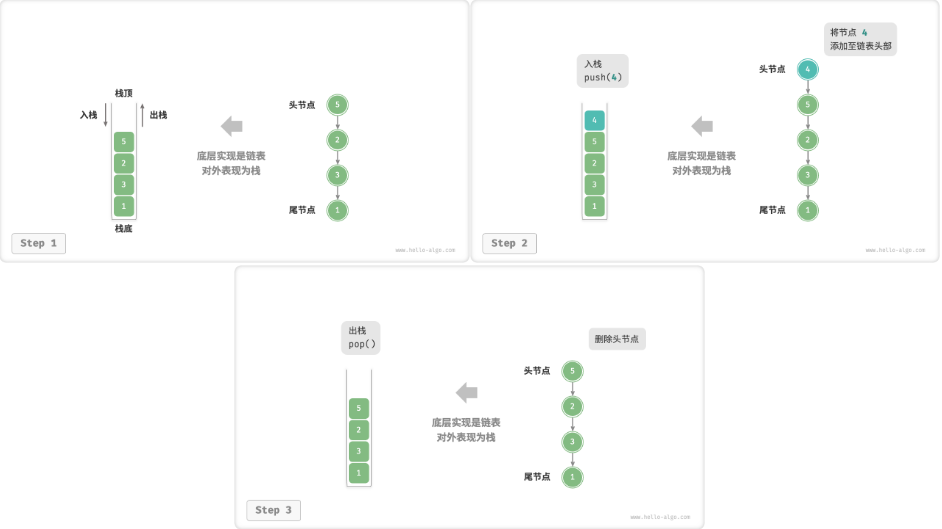 栈顶
入栈
出栈
5
2
3
1
栈底
底层实现是链表
对外表现为栈
头节点
5
2
3
尾节点
1
Step 1
www.hello-algo.com
入栈
push(4)
4
5
2
3
1
底层实现是链表
对外表现为栈
将节点 4
添加至链表头部
头节点
4
5
2
3
尾节点
1
Step 2
www.hello-algo.com
出栈
pop()
5
2
3
1
底层实现是链表
对外表现为栈
删除头节点
头节点
5
2
3
尾节点
1
Step 3
www.hello-algo.com